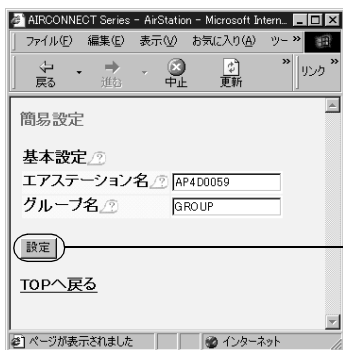 AIRCONNECT Series - AirStation - Microsoft Intern...
ファイル(F) 編集(E) 表示(V) お気に入り(A) ツー »
戻る 進む 中止 更新 » リンク »
簡易設定
基本設定 ?
エアステーション名 ? AP4D0059
グループ名 ? GROUP
設定
TOPへ戻る
ページが表示されました インターネット